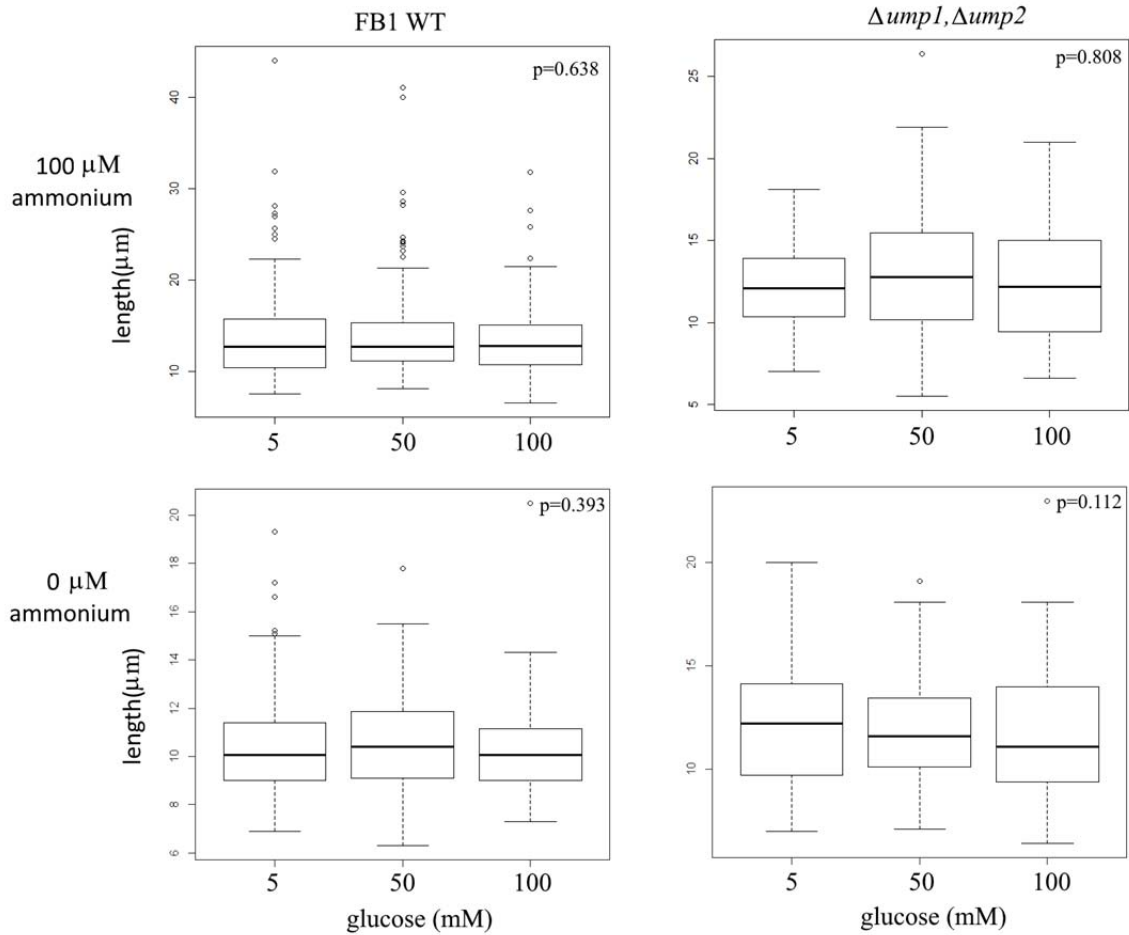 FB1 WT
Δump1,Δump2
100 μM
ammonium
length(μm)
40
30
20
10
p=0.638
5 50 100
25
20
15
10
5
p=0.808
5 50 100
0 μM
ammonium
length(μm)
20
18
16
14
12
10
8
6
p=0.393
5 50 100
glucose (mM)
20
15
10
p=0.112
5 50 100
glucose (mM)